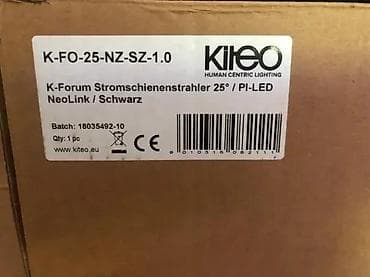 K-FO-25-NZ-SZ-1.0
Kiteo
HUMAN CENTRIC LIGHTING
K-Forum Stromschienenstrahler 25° / PI-LED
NeoLink / Schwarz
Batch: 18035492-10
Qty: 1 pc
www.kiteo.eu